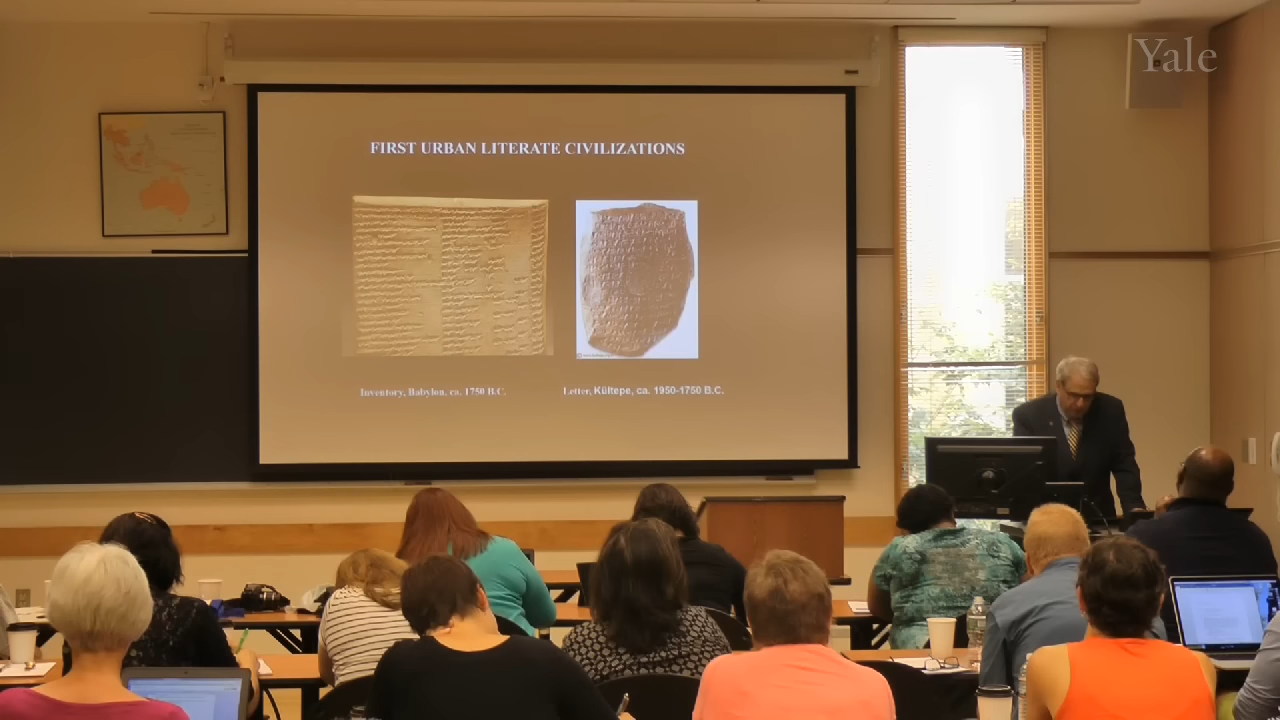 Yale
FIRST URBAN LITERATE CIVILIZATIONS
Inventory, Babylon, ca. 1750 B.C.
Letter, Kültepe, ca. 1950-1750 B.C.